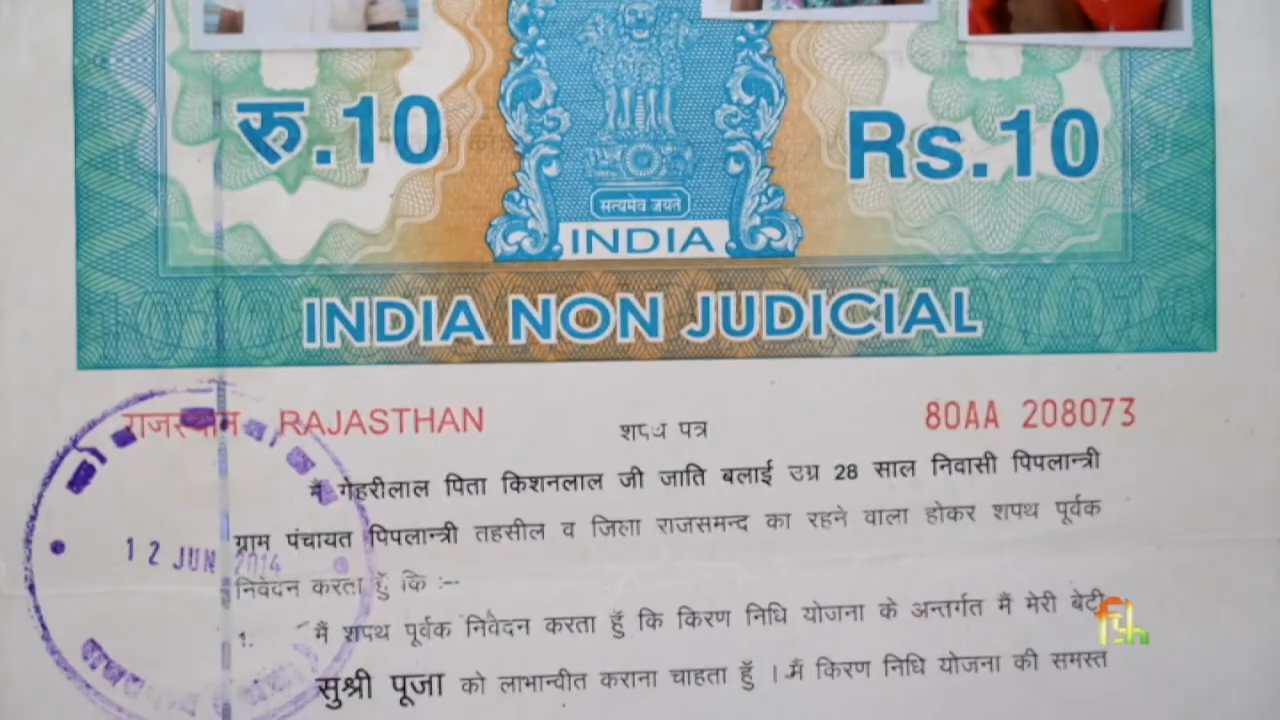 रु.10
Rs.10
सत्यमेव जयते
INDIA
INDIA NON JUDICIAL
राजस्थान RAJASTHAN
80AA 208073
शपथ पत्र
मैं गेहरीलाल पिता किशनलाल जी जाति बलाई उम्र 28 साल निवासी पिपलान्त्री
ग्राम पंचायत पिपलान्त्री तहसील व जिला राजसमन्द का रहने वाला होकर शपथ पूर्वक
12 JUN 2014
निवेदन करता हुँ कि :--
1. मैं शपथ पूर्वक निवेदन करता हुँ कि किरण निधि योजना के अन्तर्गत मैं मेरी बेटी
सुश्री पूजा को लाभान्वीत कराना चाहता हुँ । मैं किरण निधि योजना की समस्त